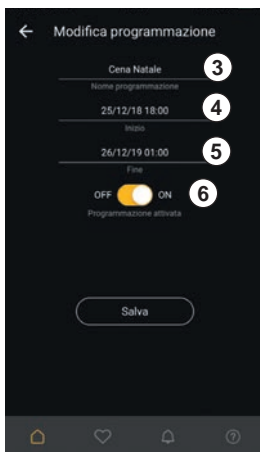 Modifica programmazione
Cena Natale 3
Nome programmazione
25/12/18 18:00 4
Inizio
26/12/19 01:00 5
Fine
OFF ON 6
Programmazione attivata
Salva
?